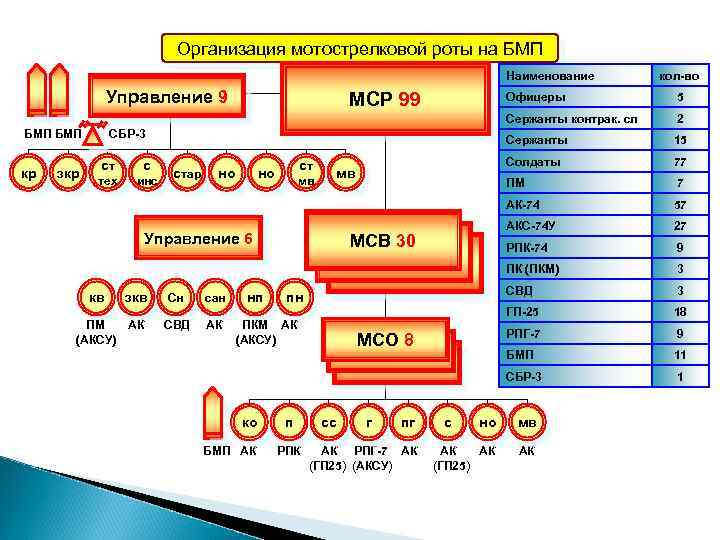 Организация мотострелковой роты на БМП
Управление 9
МСР 99
БМП БМП
СБР-3
кр
зкр
ст тех
с инс
стар
но
но
ст мв
мв
Управление 6
МСВ 30
кв
зкв
Сн
сан
нп
пн
ПМ (АКСУ)
АК
СВД
АК
ПКМ (АКСУ)
АК
МСО 8
ко
п
сс
г
пг
с
но
мв
БМП
АК
РПК
АК (ГП25)
РПГ-7 (АКСУ)
АК
АК (ГП25)
АК
АК
Наименование кол-во
Офицеры 5
Сержанты контрак. сл 2
Сержанты 15
Солдаты 77
ПМ 7
АК-74 57
АКС-74У 27
РПК-74 9
ПК (ПКМ) 3
СВД 3
ГП-25 18
РПГ-7 9
БМП 11
СБР-3 1